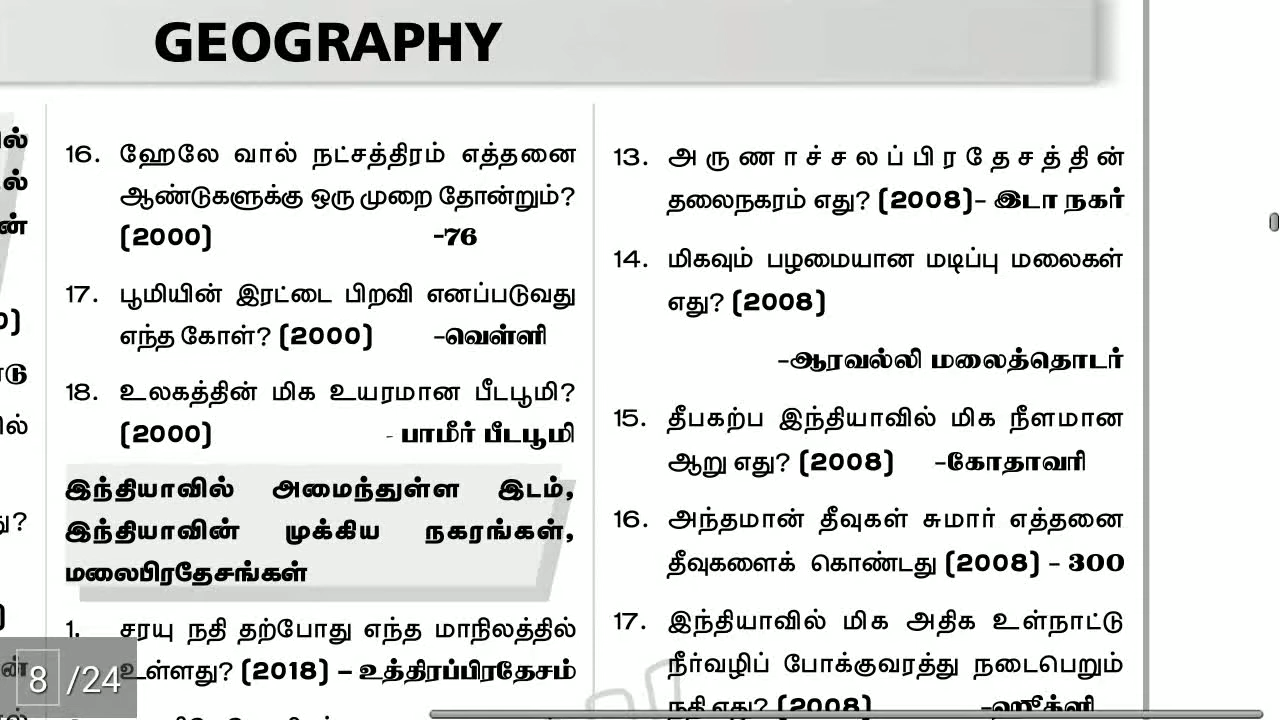 GEOGRAPHY
ல்
ல்
ன்
டு
ல்
து?
16. ஹேலே வால் நட்சத்திரம் எத்தனை
ஆண்டுகளுக்கு ஒரு முறை தோன்றும்?
(2000) -76
17. பூமியின் இரட்டை பிறவி எனப்படுவது
எந்த கோள்? (2000) -வெள்ளி
18. உலகத்தின் மிக உயரமான பீடபூமி?
(2000) - பாமீர் பீடபூமி
இந்தியாவில் அமைந்துள்ள இடம்,
இந்தியாவின் முக்கிய நகரங்கள்,
மலைபிரதேசங்கள்
1. சரயு நதி தற்போது எந்த மாநிலத்தில்
உள்ளது? (2018) – உத்திரப்பிரதேசம்
13. அருணாச்சலப்பிரதேசத்தின்
தலைநகரம் எது? (2008)- இடா நகர்
14. மிகவும் பழமையான மடிப்பு மலைகள்
எது? (2008)
-ஆரவல்லி மலைத்தொடர்
15. தீபகற்ப இந்தியாவில் மிக நீளமான
ஆறு எது? (2008) -கோதாவரி
16. அந்தமான் தீவுகள் சுமார் எத்தனை
தீவுகளைக் கொண்டது (2008) - 300
17. இந்தியாவில் மிக அதிக உள்நாட்டு
நீர்வழிப் போக்குவரத்து நடைபெறும்
நதி எது? (2008) -ஹூக்ளி
8 /24